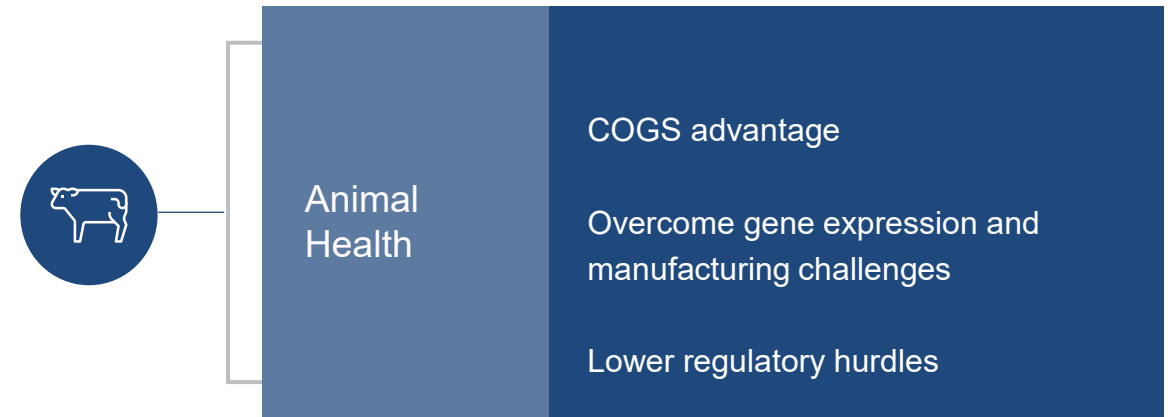 Animal
Health
COGS advantage
Overcome gene expression and
manufacturing challenges
Lower regulatory hurdles